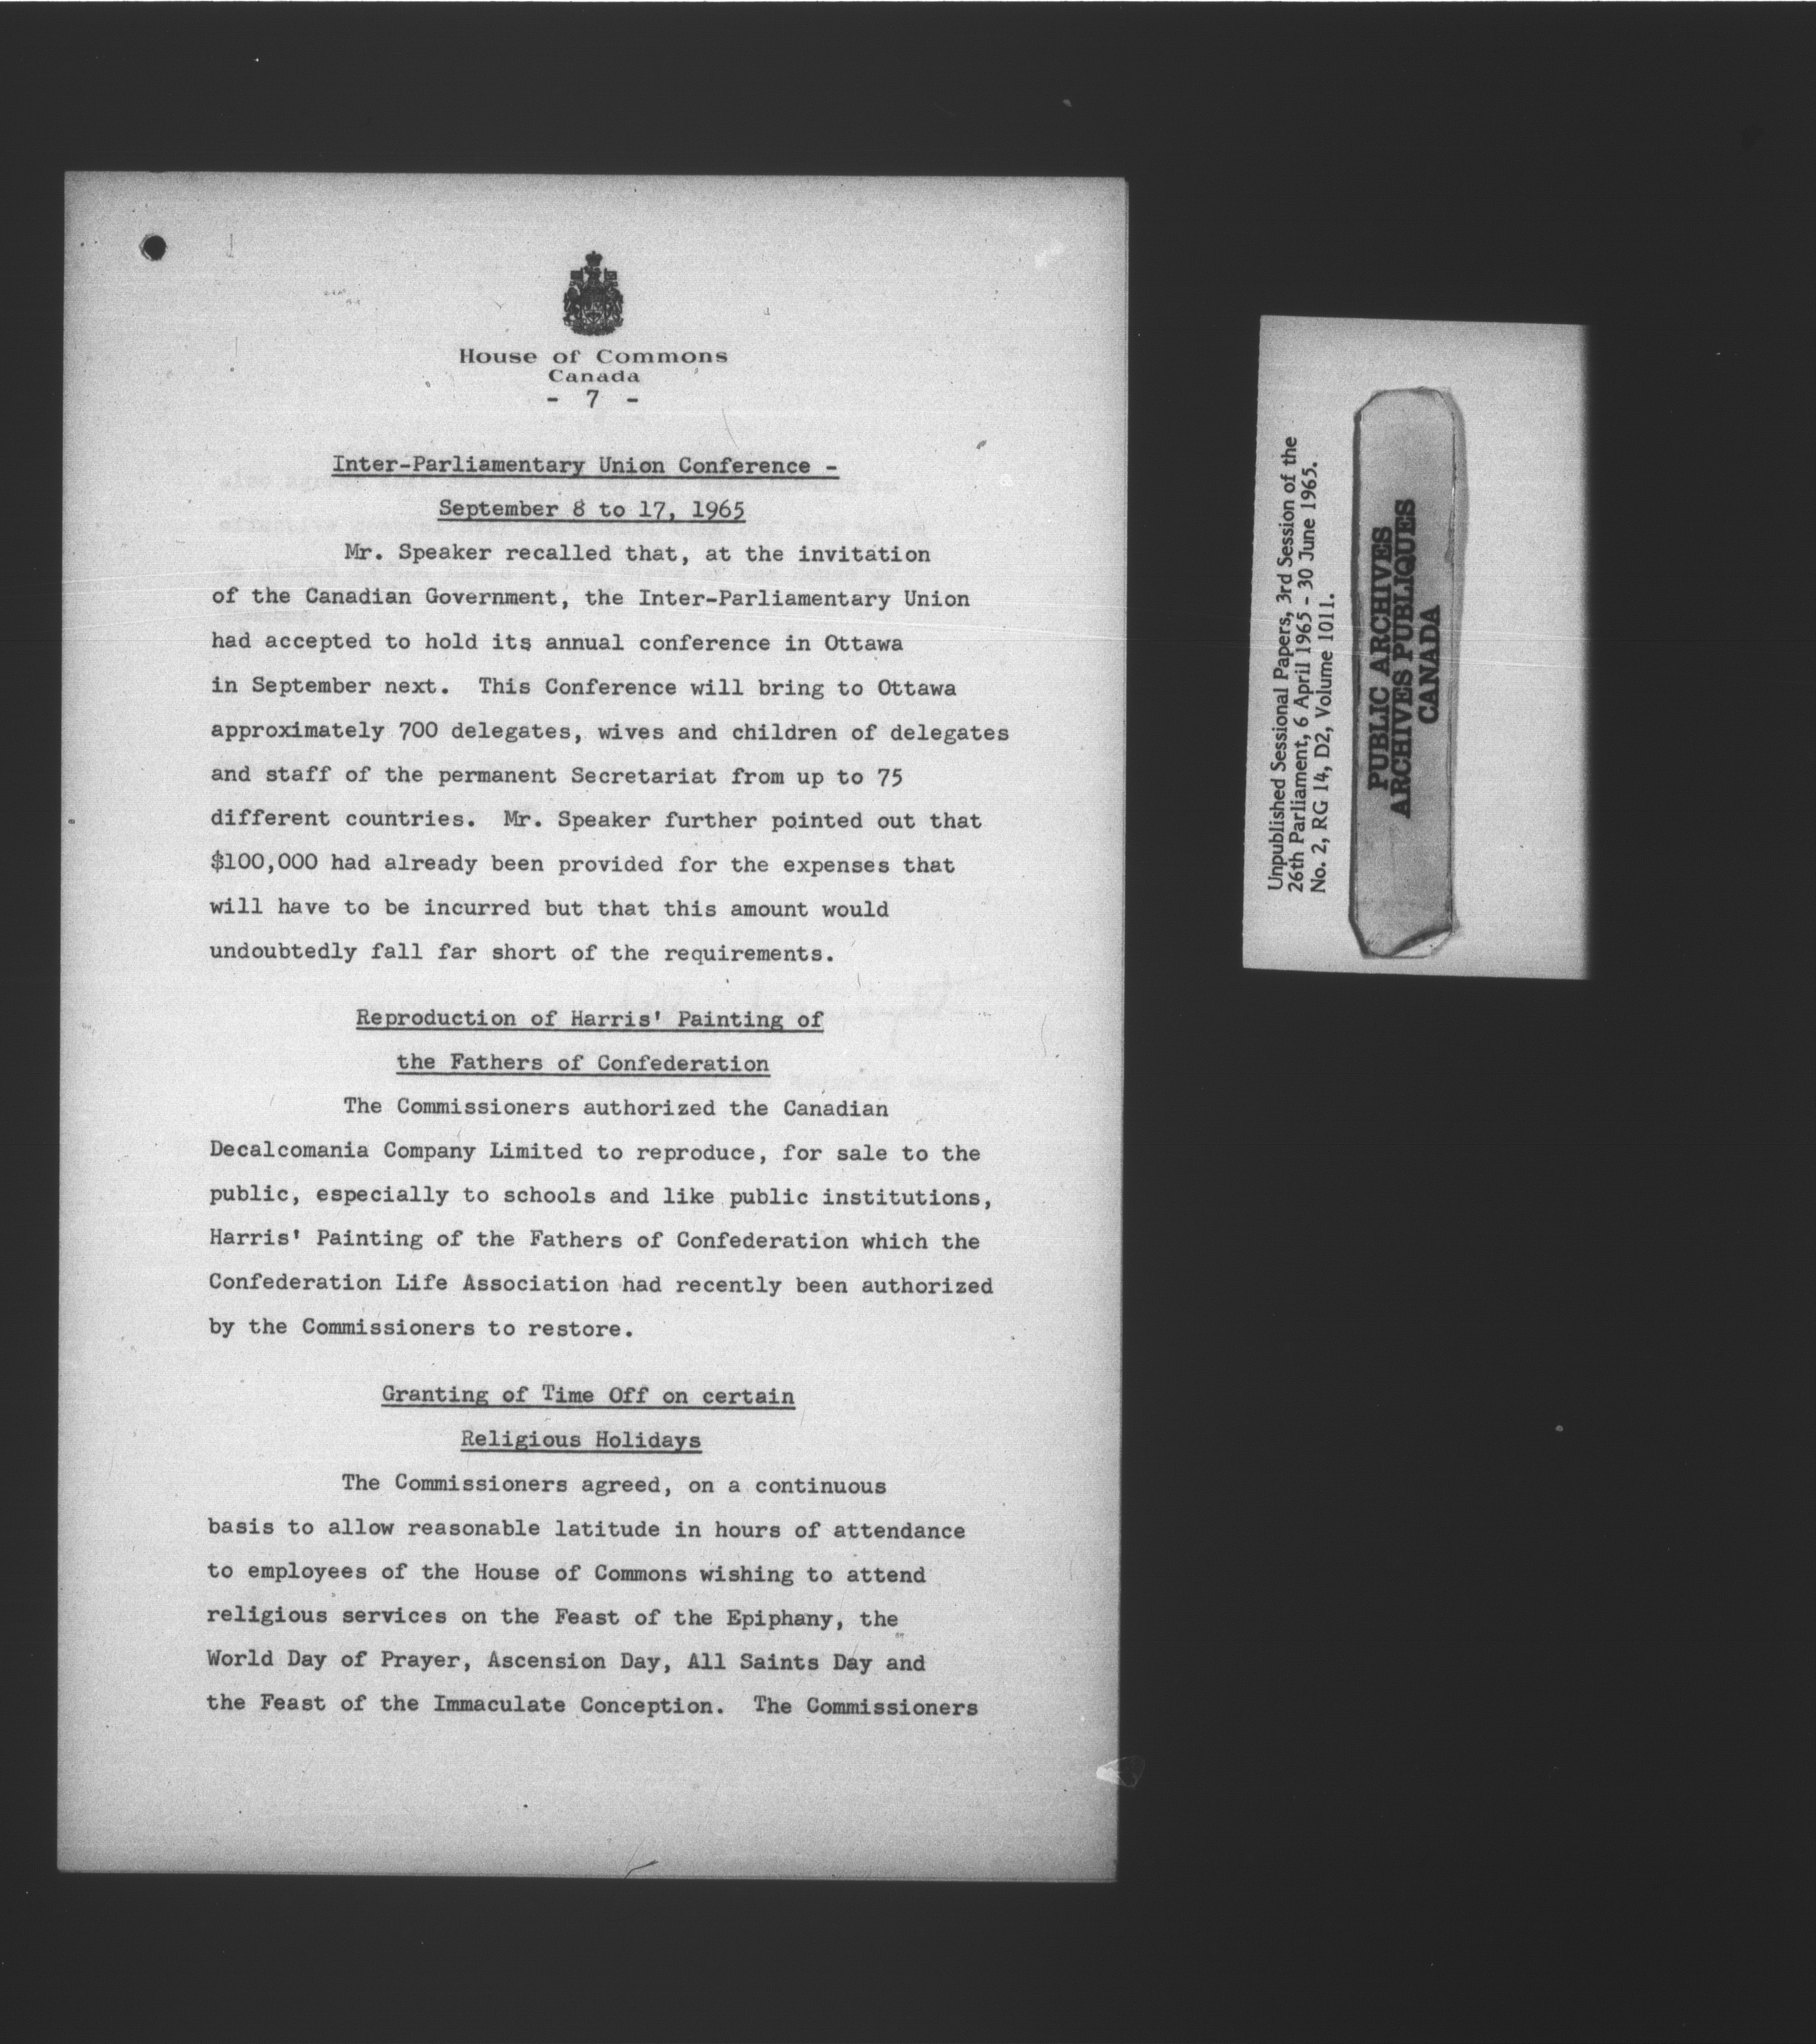 House of Commons
Canada
- 7 -
Inter-Parliamentary Union Conference -
September 8 to 17, 1965
Mr. Speaker recalled that, at the invitation
of the Canadian Government, the Inter-Parliamentary Union
had accepted to hold its annual conference in Ottawa
in September next. This Conference will bring to Ottawa
approximately 700 delegates, wives and children of delegates
and staff of the permanent Secretariat from up to 75
different countries. Mr. Speaker further pointed out that
$100,000 had already been provided for the expenses that
will have to be incurred but that this amount would
undoubtedly fall far short of the requirements.
Reproduction of Harris' Painting of
the Fathers of Confederation
The Commissioners authorized the Canadian
Decalcomania Company Limited to reproduce, for sale to the
public, especially to schools and like public institutions,
Harris' Painting of the Fathers of Confederation which the
Confederation Life Association had recently been authorized
by the Commissioners to restore.
Granting of Time Off on certain
Religious Holidays
The Commissioners agreed, on a continuous
basis to allow reasonable latitude in hours of attendance
to employees of the House of Commons wishing to attend
religious services on the Feast of the Epiphany, the
World Day of Prayer, Ascension Day, All Saints Day and
the Feast of the Immaculate Conception. The Commissioners
Unpublished Sessional Papers, 3rd Session of the
26th Parliament, 6 April 1965 - 30 June 1965.
No. 2, RG 14, D2, Volume 1011.
PUBLIC ARCHIVES
ARCHIVES PUBLIQUES
CANADA